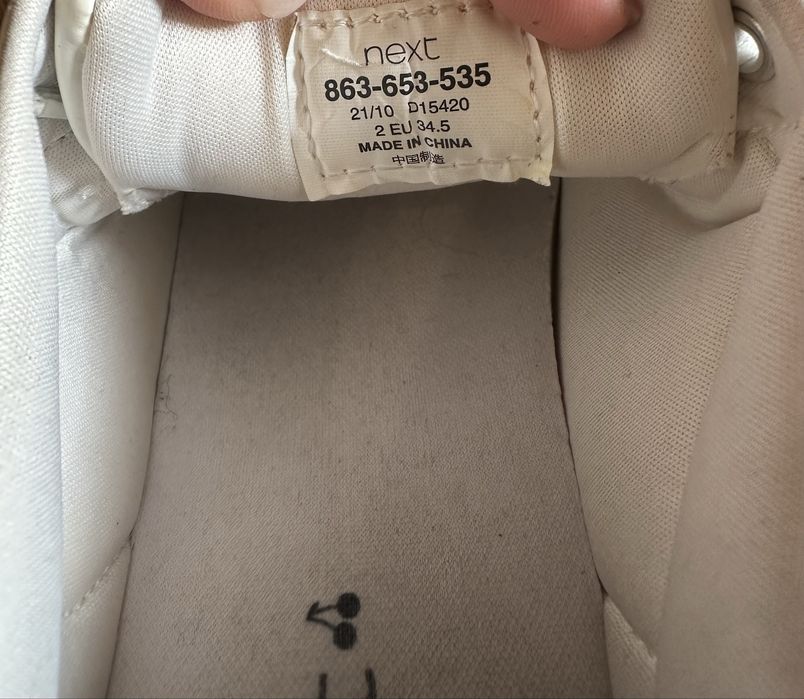 next
863-653-535
21/10 D15420
2 EU 34.5
MADE IN CHINA
中国制造